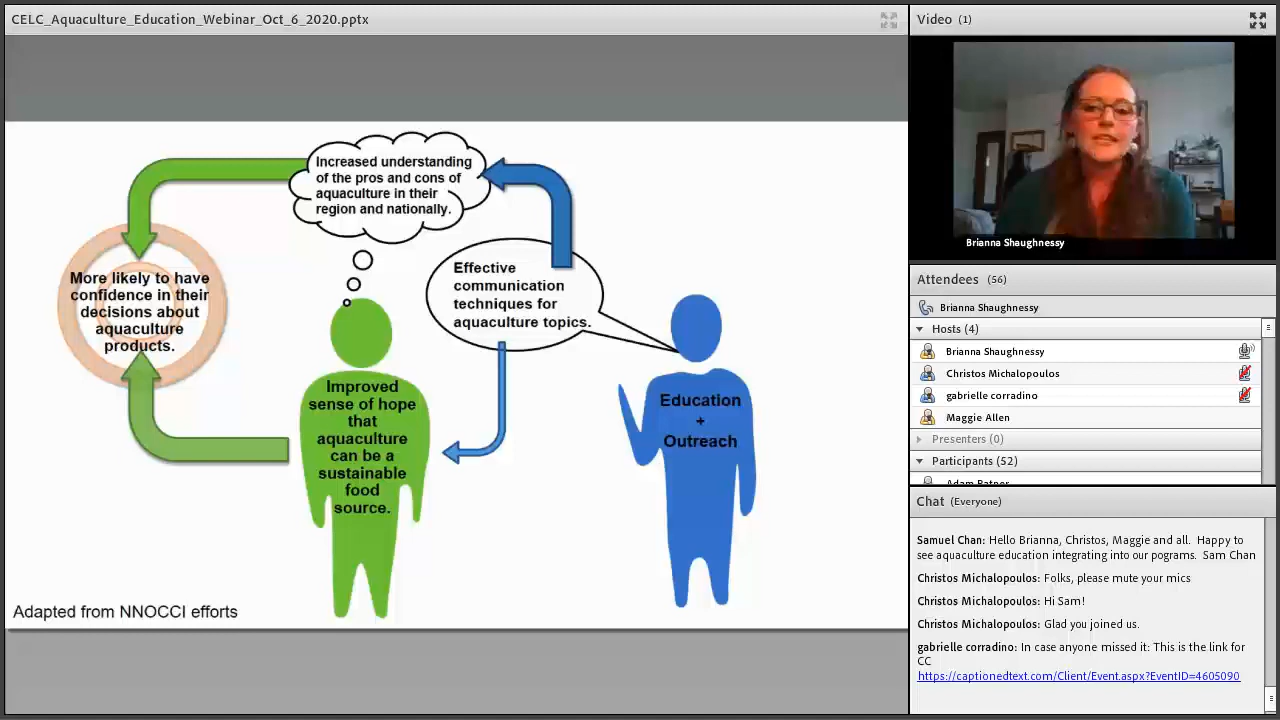 CELC_Aquaculture_Education_Webinar_Oct_6_2020.pptx
Increased understanding
of the pros and cons of
aquaculture in their
region and nationally.
More likely to have
confidence in their
decisions about
aquaculture
products.
Effective
communication
techniques for
aquaculture topics.
Improved
sense of hope
that
aquaculture
can be a
sustainable
food
source.
Education
+
Outreach
Adapted from NNOCCI efforts
Video (1)
Brianna Shaughnessy
Attendees (56)
Brianna Shaughnessy
Hosts (4)
Brianna Shaughnessy
Christos Michalopoulos
gabrielle corradino
Maggie Allen
Presenters (0)
Participants (52)
Chat (Everyone)
Samuel Chan: Hello Brianna, Christos, Maggie and all. Happy to
see aquaculture education integrating into our pograms. Sam Chan
Christos Michalopoulos: Folks, please mute your mics
Christos Michalopoulos: Hi Sam!
Christos Michalopoulos: Glad you joined us.
gabrielle corradino: In case anyone missed it: This is the link for
CC
https://captionedtext.com/Client/Event.aspx?EventID=4605090